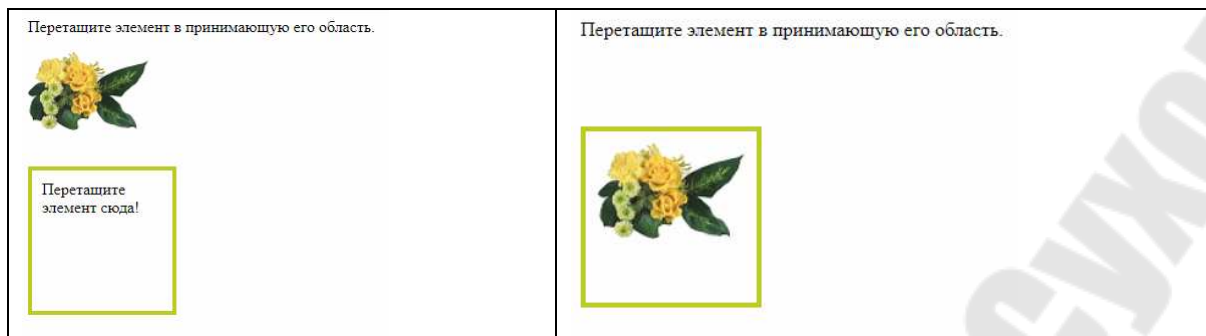 Перетащите элемент в принимающую его область.
Перетащите
элемент сюда!
Перетащите элемент в принимающую его область.